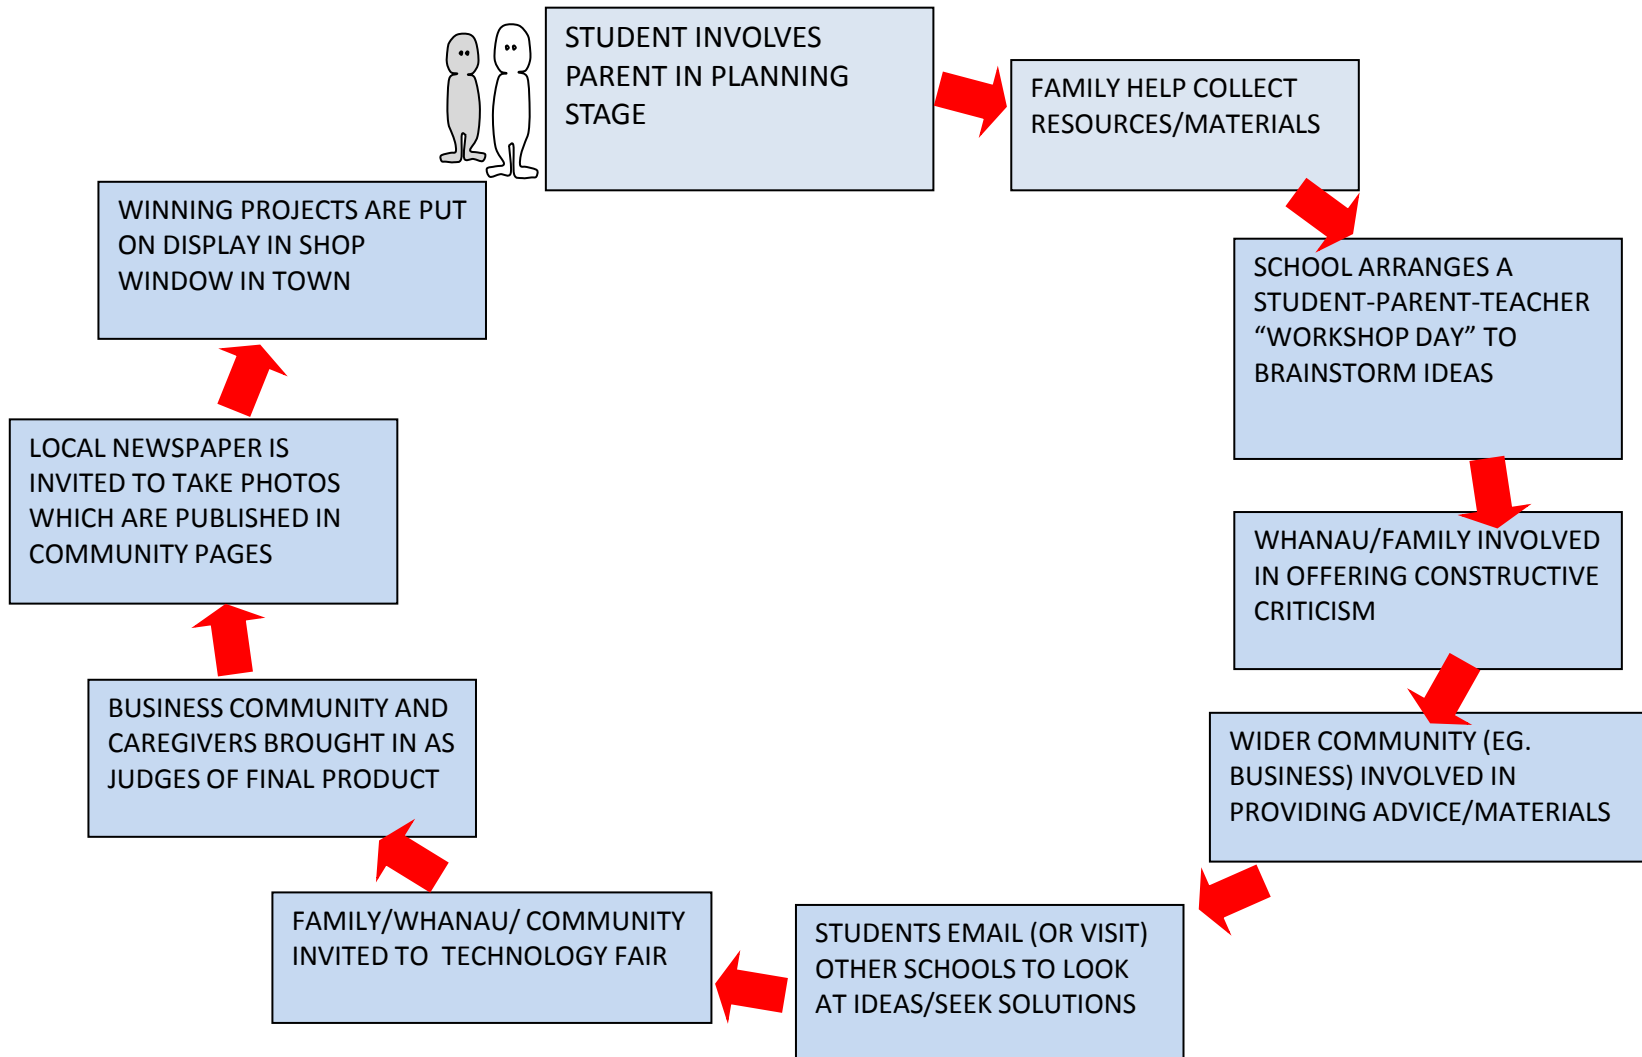 STUDENT INVOLVES
PARENT IN PLANNING
STAGE
FAMILY HELP COLLECT
RESOURCES/MATERIALS
SCHOOL ARRANGES A
STUDENT-PARENT-TEACHER
“WORKSHOP DAY” TO
BRAINSTORM IDEAS
WHANAU/FAMILY INVOLVED
IN OFFERING CONSTRUCTIVE
CRITICISM
WIDER COMMUNITY (EG.
BUSINESS) INVOLVED IN
PROVIDING ADVICE/MATERIALS
STUDENTS EMAIL (OR VISIT)
OTHER SCHOOLS TO LOOK
AT IDEAS/SEEK SOLUTIONS
FAMILY/WHANAU/ COMMUNITY
INVITED TO  TECHNOLOGY FAIR
BUSINESS COMMUNITY AND
CAREGIVERS BROUGHT IN AS
JUDGES OF FINAL PRODUCT
LOCAL NEWSPAPER IS
INVITED TO TAKE PHOTOS
WHICH ARE PUBLISHED IN
COMMUNITY PAGES
WINNING PROJECTS ARE PUT
ON DISPLAY IN SHOP
WINDOW IN TOWN